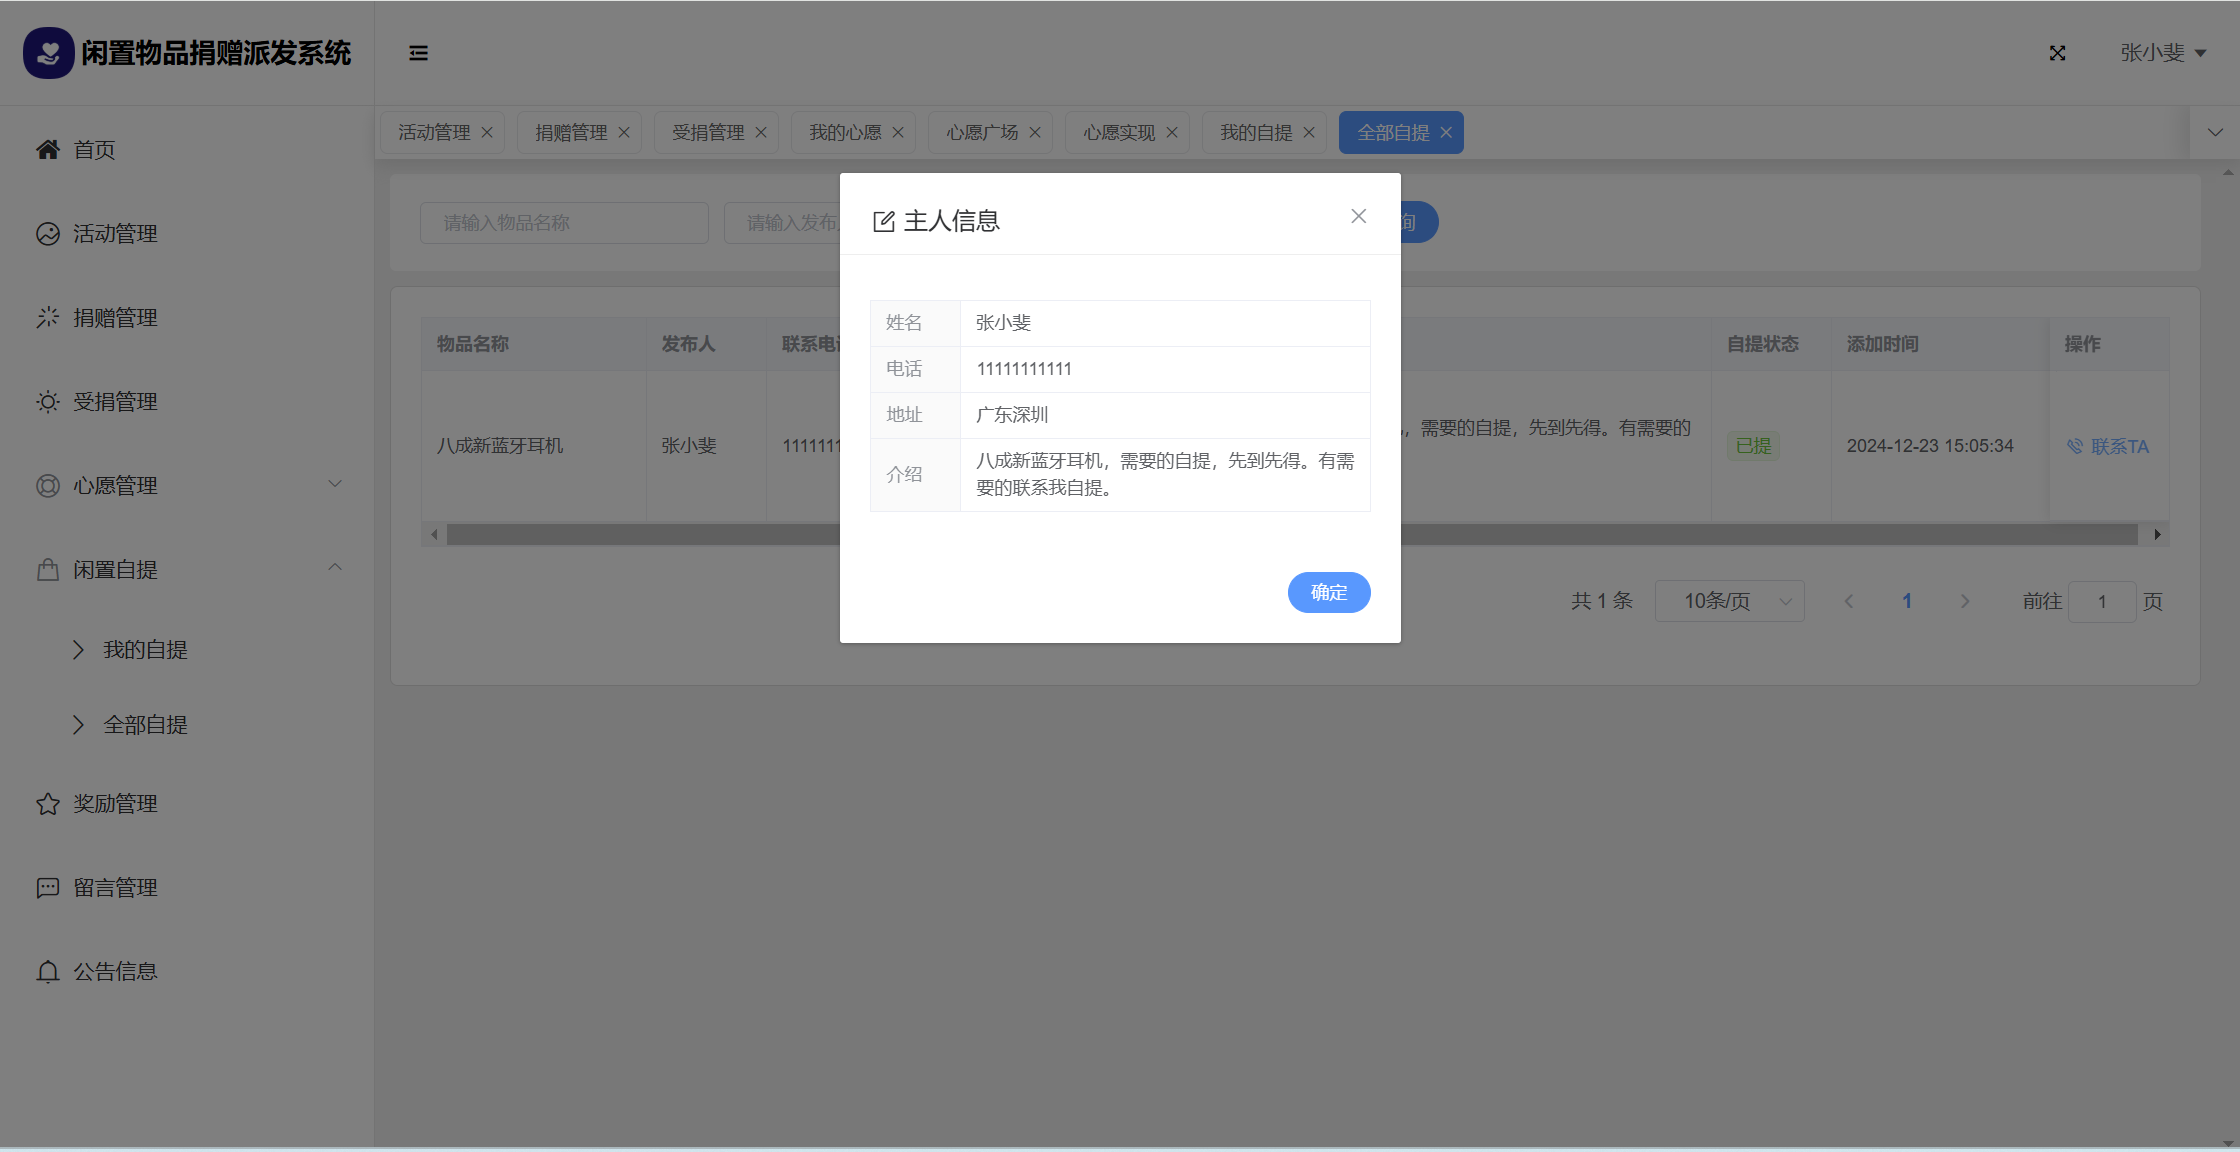 闲置物品捐赠派发系统
张小斐
首页
活动管理
捐赠管理
受捐管理
心愿管理
闲置自提
我的自提
全部自提
奖励管理
留言管理
公告信息
活动管理 捐赠管理 受捐管理 我的心愿 心愿广场 心愿实现 我的自提 全部自提
请输入物品名称 请输入发布 询
物品名称 发布人 联系电 自提状态 添加时间 操作
八成新蓝牙耳机 张小斐 1111111 ，需要的自提，先到先得。有需要的 已提 2024-12-23 15:05:34 联系TA
共 1 条 10条/页 1 前往 1 页
主人信息
姓名 张小斐
电话 11111111111
地址 广东深圳
介绍 八成新蓝牙耳机，需要的自提，先到先得。有需
要的联系我自提。
确定